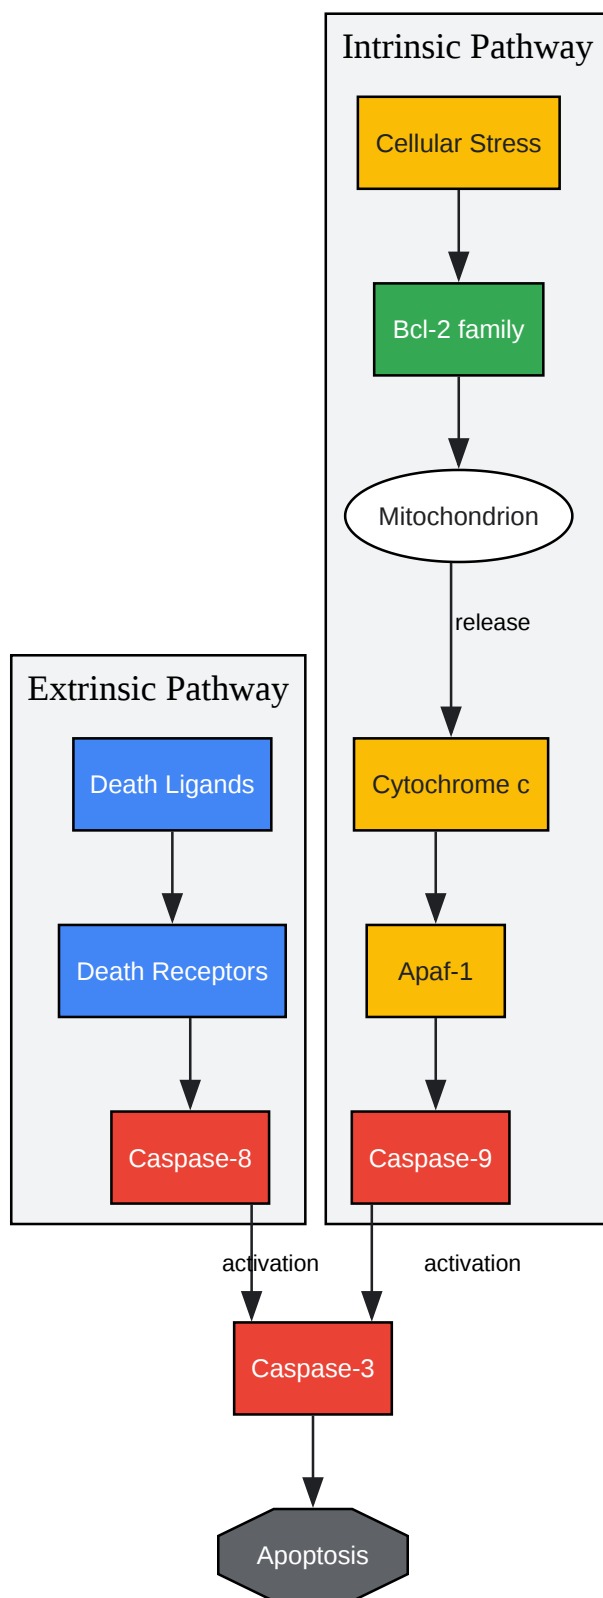 Intrinsic Pathway
Cellular Stress
Bcl-2 family
Mitochondrion
release
Extrinsic Pathway
Death Ligands
Cytochrome c
Death Receptors
Apaf-1
Caspase-8
Caspase-9
activation
activation
Caspase-3
Apoptosis